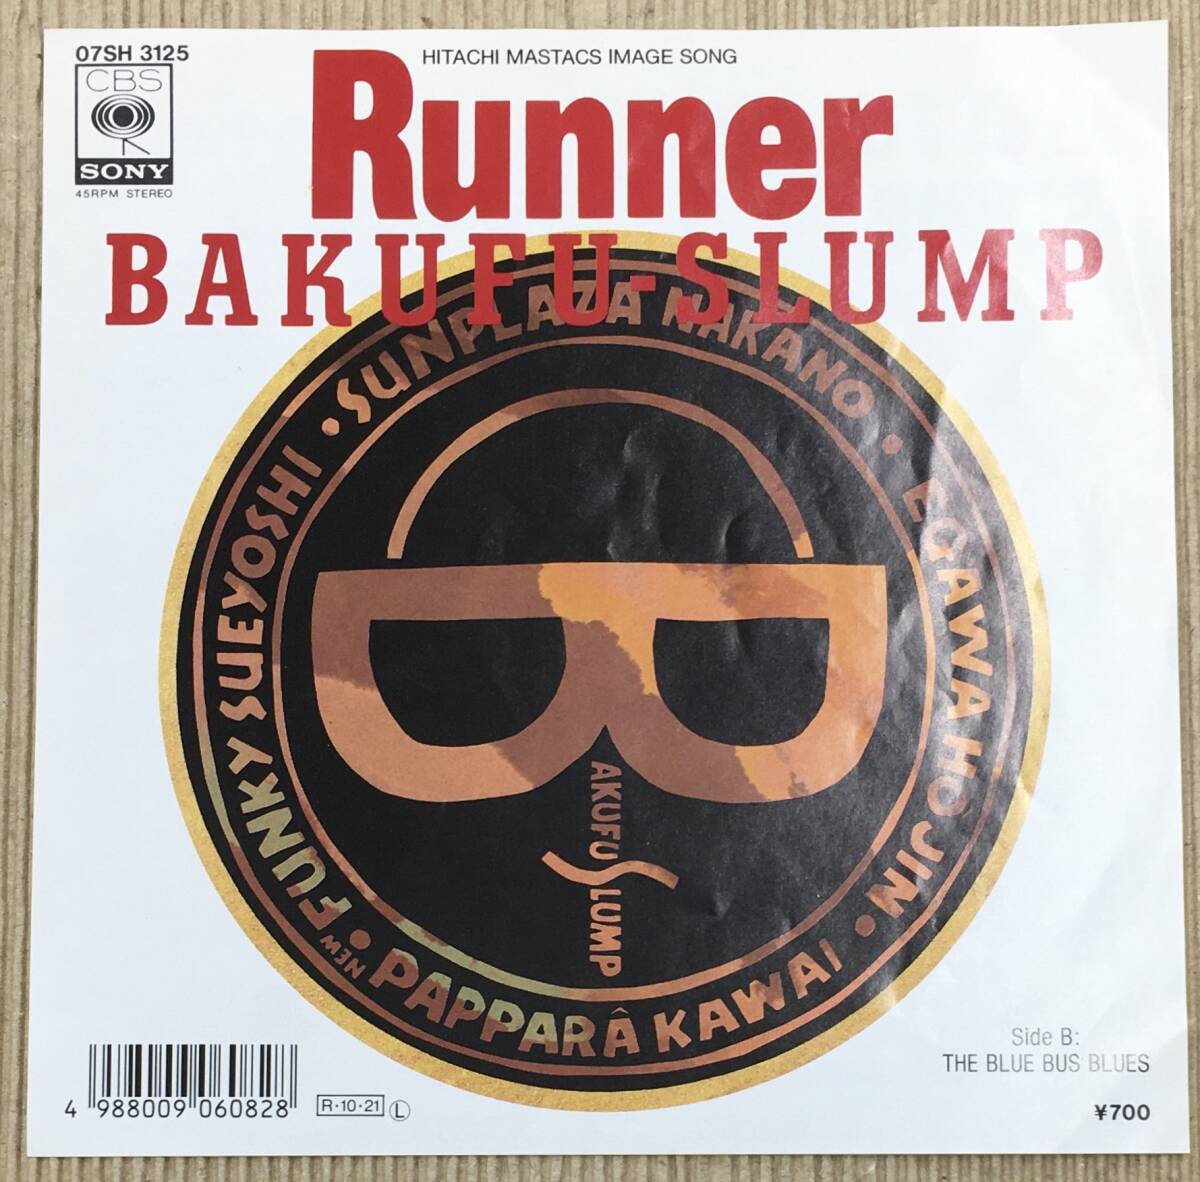 07SH 3125
CBS
SONY
45RPM STEREO
HITACHI MASTACS IMAGE SONG
Runner
BAKUFU-SLUMP
SUNPLAZA NAKANO • EGAWA HÔJIN • PAPPARÂ KAWAI • NEW FUNKY SUEYOSHI •
B
AKUFU
SLUMP
Side B:
THE BLUE BUS BLUES
¥700
4 988009 060828
R·10·21 L